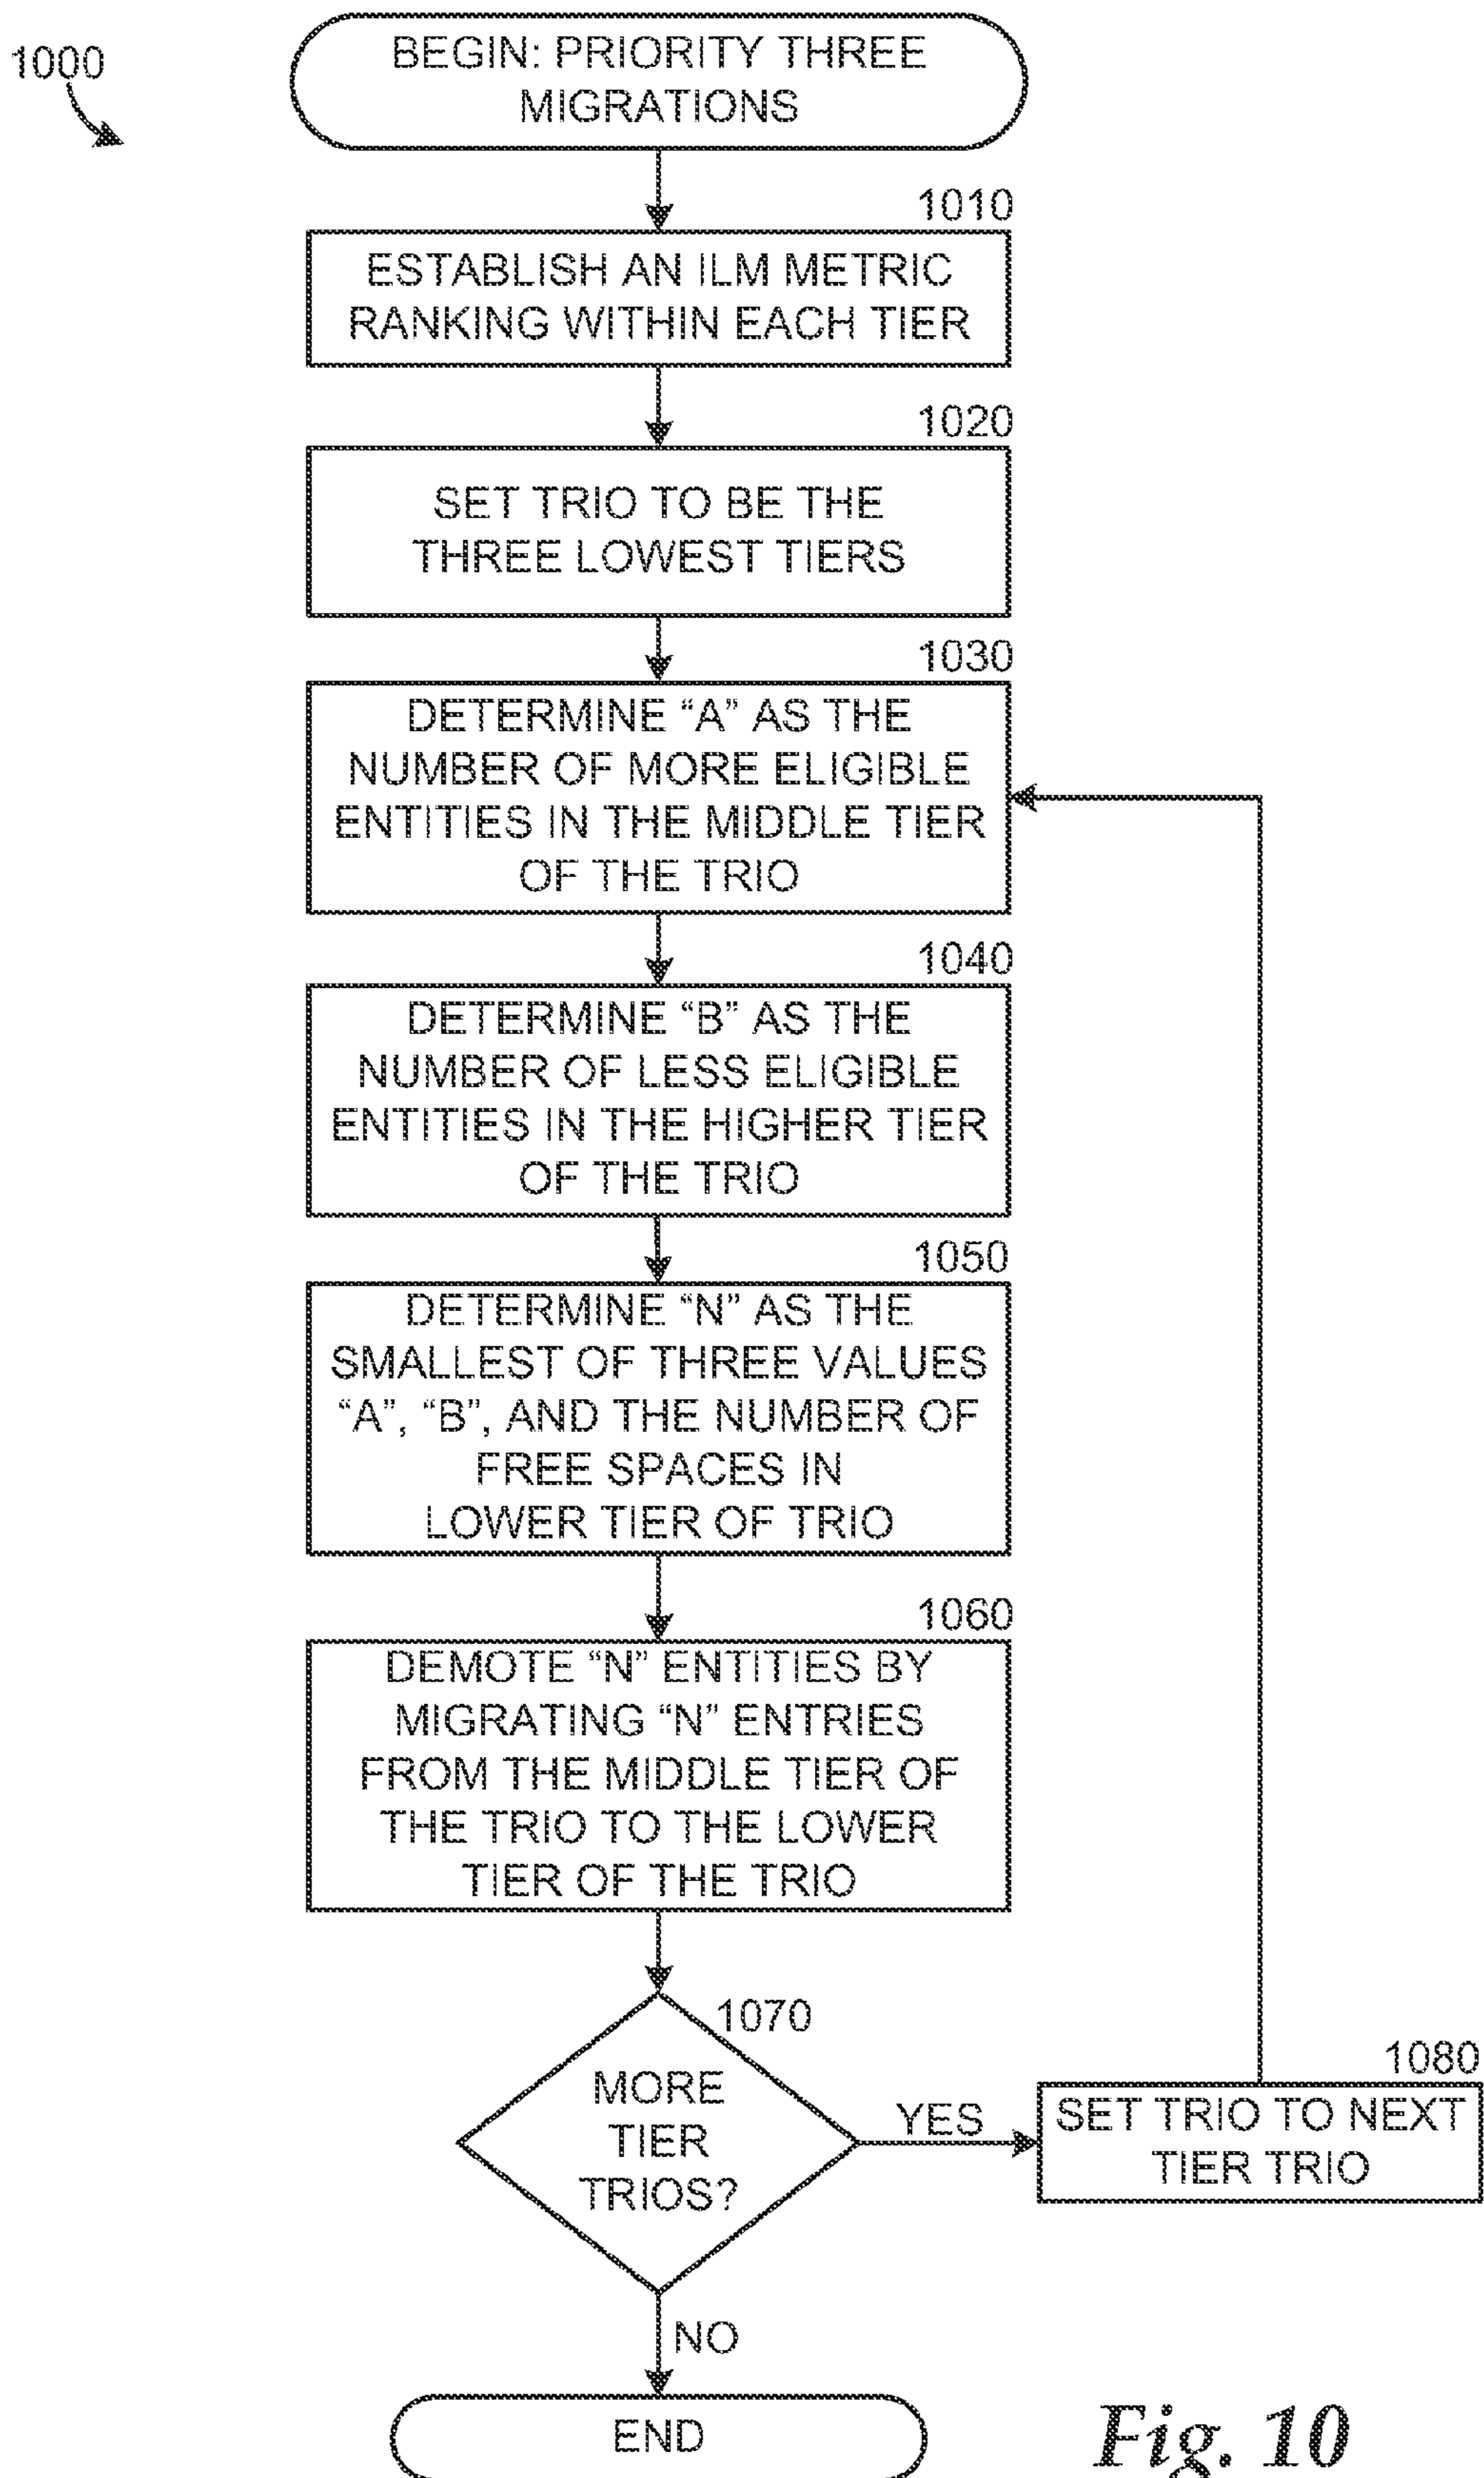 1000
BEGIN: PRIORITY THREE
MIGRATIONS
1010
ESTABLISH AN ILM METRIC
RANKING WITHIN EACH TIER
1020
SET TRIO TO BE THE
THREE LOWEST TIERS
1030
DETERMINE “A” AS THE
NUMBER OF MORE ELIGIBLE
ENTITIES IN THE MIDDLE TIER
OF THE TRIO
1040
DETERMINE “B” AS THE
NUMBER OF LESS ELIGIBLE
ENTITIES IN THE HIGHER TIER
OF THE TRIO
1050
DETERMINE “N” AS THE
SMALLEST OF THREE VALUES
“A”, “B”, AND THE NUMBER OF
FREE SPACES IN
LOWER TIER OF TRIO
1060
DEMOTE “N” ENTITIES BY
MIGRATING “N” ENTRIES
FROM THE MIDDLE TIER OF
THE TRIO TO THE LOWER
TIER OF THE TRIO
1070
MORE
TIER
TRIOS?
YES
1080
SET TRIO TO NEXT
TIER TRIO
NO
END
Fig. 10